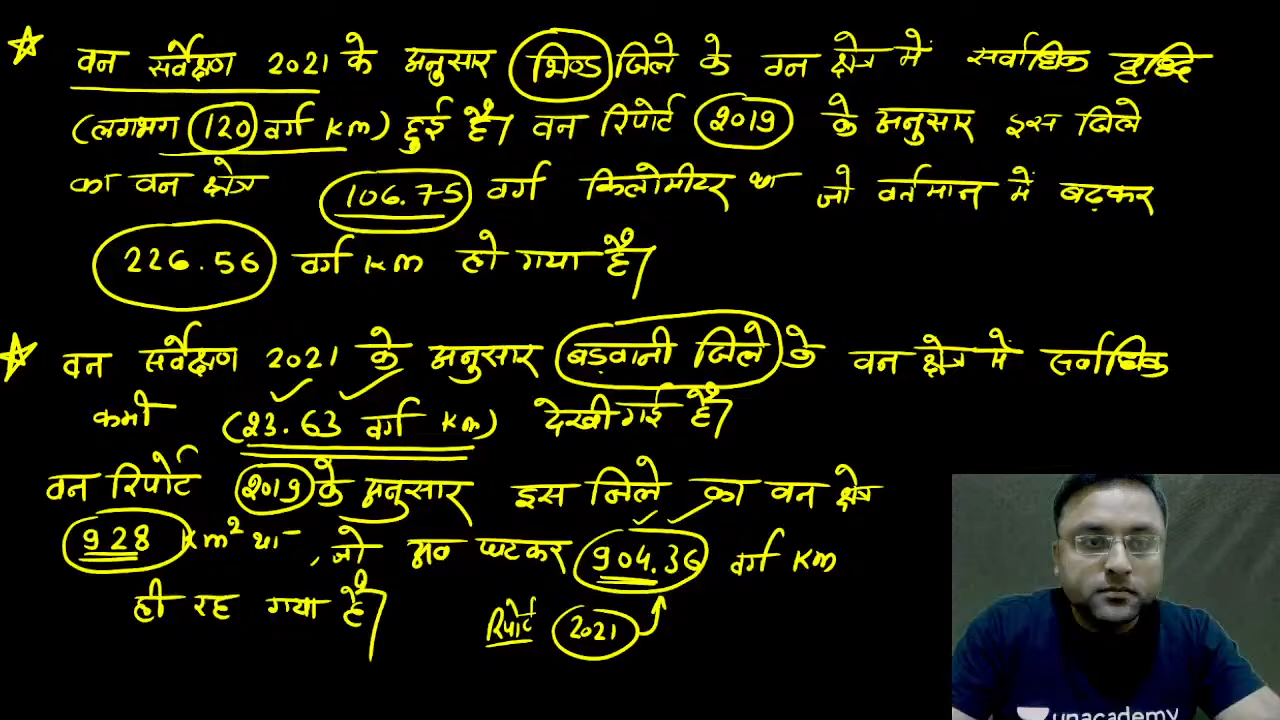 वन सर्वेक्षण 2021 के अनुसार भिण्ड जिले के वन क्षेत्र में सर्वाधिक वृद्धि
(लगभग 120 वर्ग km) हुई है। वन रिपोर्ट 2019 के अनुसार इस जिले
का वन क्षेत्र 106.75 वर्ग किलोमीटर था जो वर्तमान में बढ़कर
226.56 वर्ग km हो गया है।
वन सर्वेक्षण 2021 के अनुसार बड़वानी जिले के वन क्षेत्र में सर्वाधिक
कमी (23.63 वर्ग km) देखी गई है।
वन रिपोर्ट 2019 के अनुसार इस जिले का वन क्षेत्र
928 km² था, जो अब घटकर 904.36 वर्ग km
ही रह गया है।
रिपोर्ट 2021
unacademy